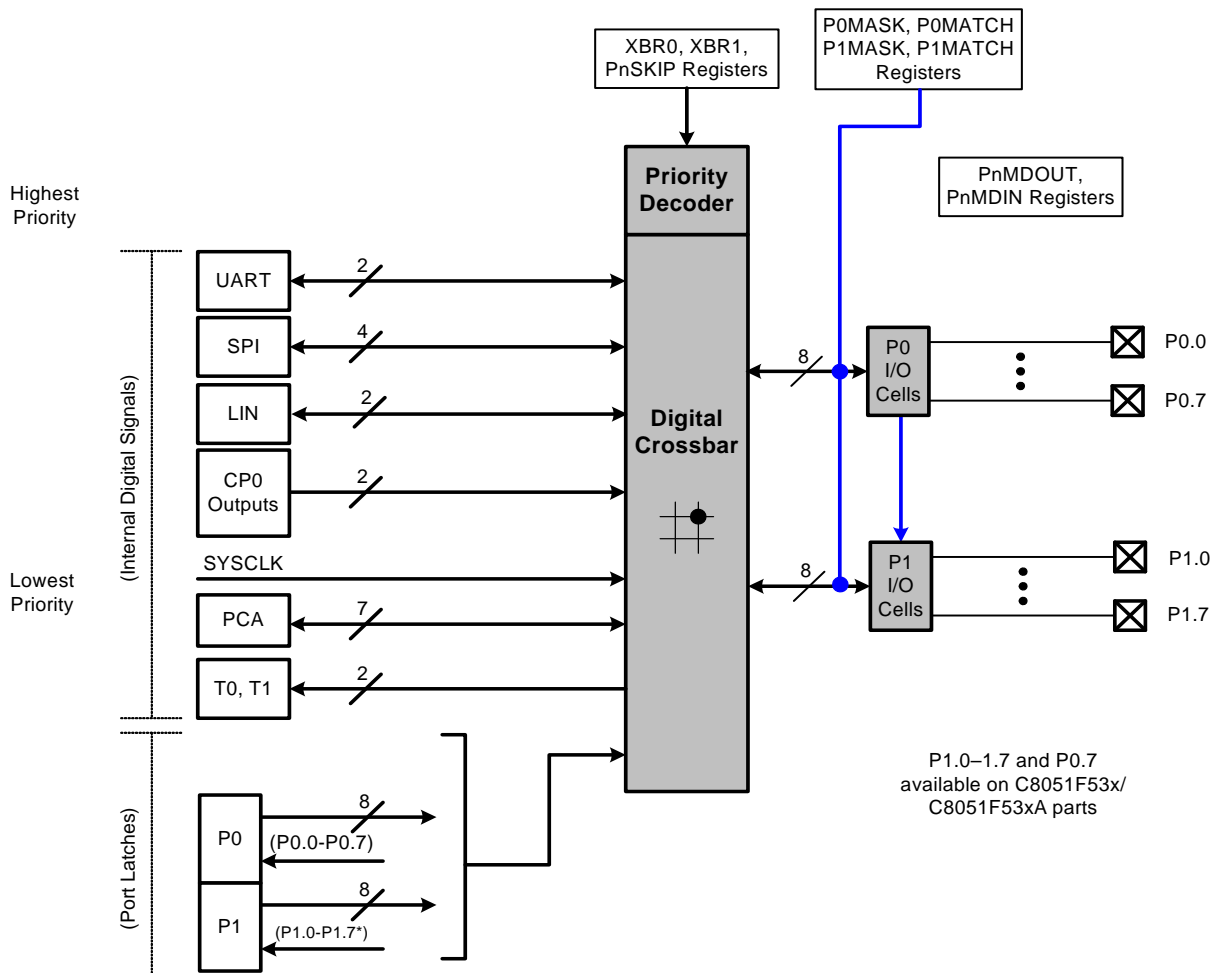 XBR0, XBR1,
PnSKIP Registers
P0MASK, P0MATCH
P1MASK, P1MATCH
Registers
PnMDOUT,
PnMDIN Registers
Highest
Priority
Lowest
Priority
(Internal Digital Signals)
(Port Latches)
Priority
Decoder
Digital
Crossbar
UART
2
SPI
4
LIN
2
CP0
Outputs
2
SYSCLK
PCA
7
T0, T1
2
P0
8
(P0.0-P0.7)
P1
8
(P1.0-P1.7*)
8
P0
I/O
Cells
P0.0
P0.7
8
P1
I/O
Cells
P1.0
P1.7
P1.0–1.7 and P0.7
available on C8051F53x/
C8051F53xA parts